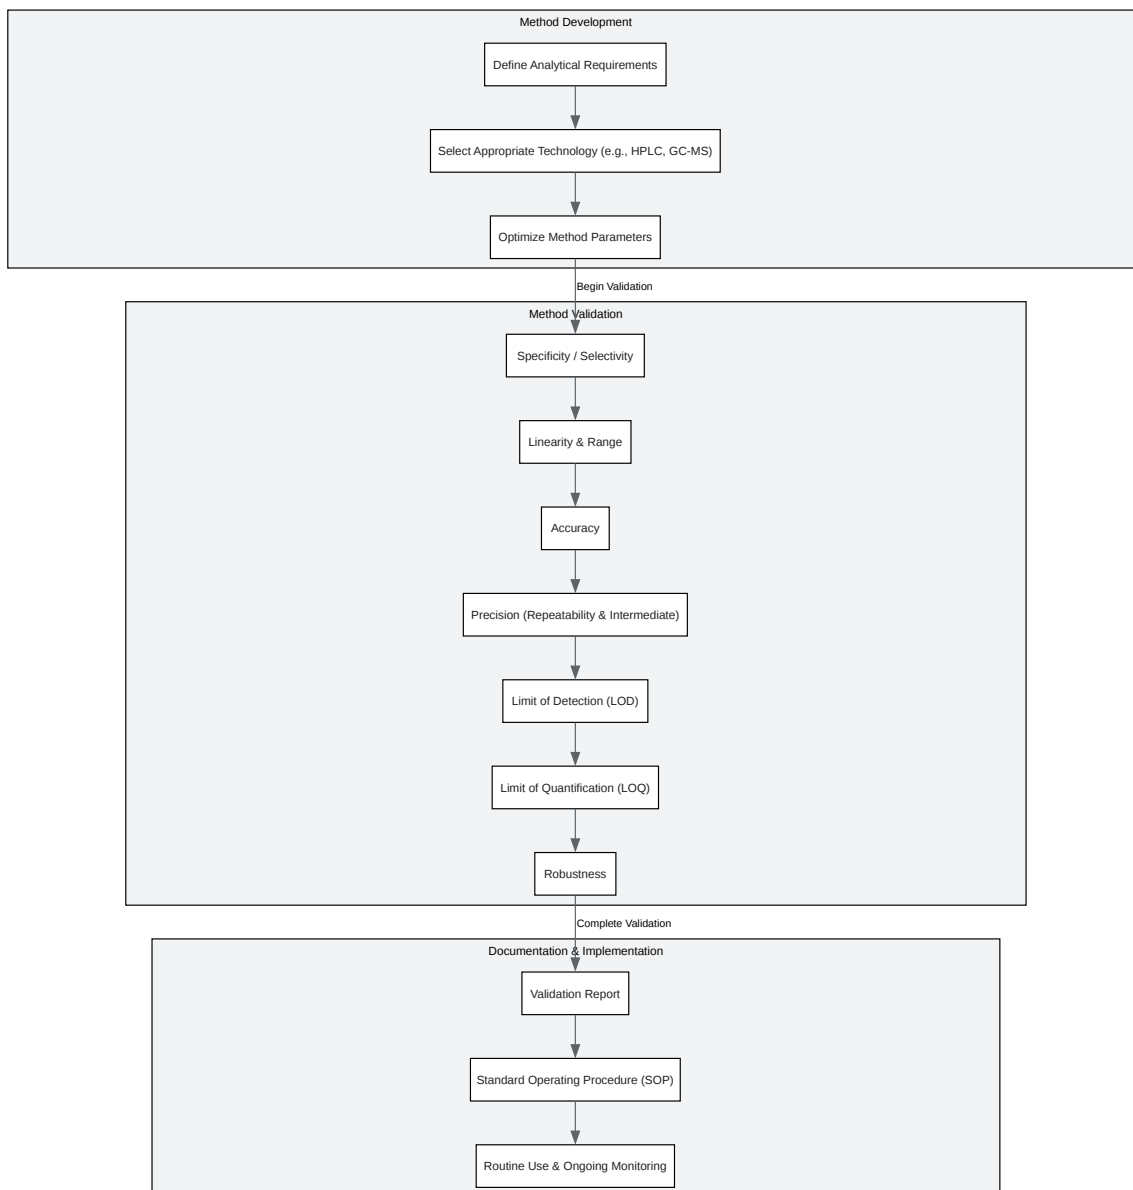 Method Development
Define Analytical Requirements
Select Appropriate Technology (e.g., HPLC, GC-MS)
Optimize Method Parameters
Begin Validation
Method Validation
Specificity / Selectivity
Linearity & Range
Accuracy
Precision (Repeatability & Intermediate)
Limit of Detection (LOD)
Limit of Quantification (LOQ)
Robustness
Complete Validation
Documentation & Implementation
Validation Report
Standard Operating Procedure (SOP)
Routine Use & Ongoing Monitoring